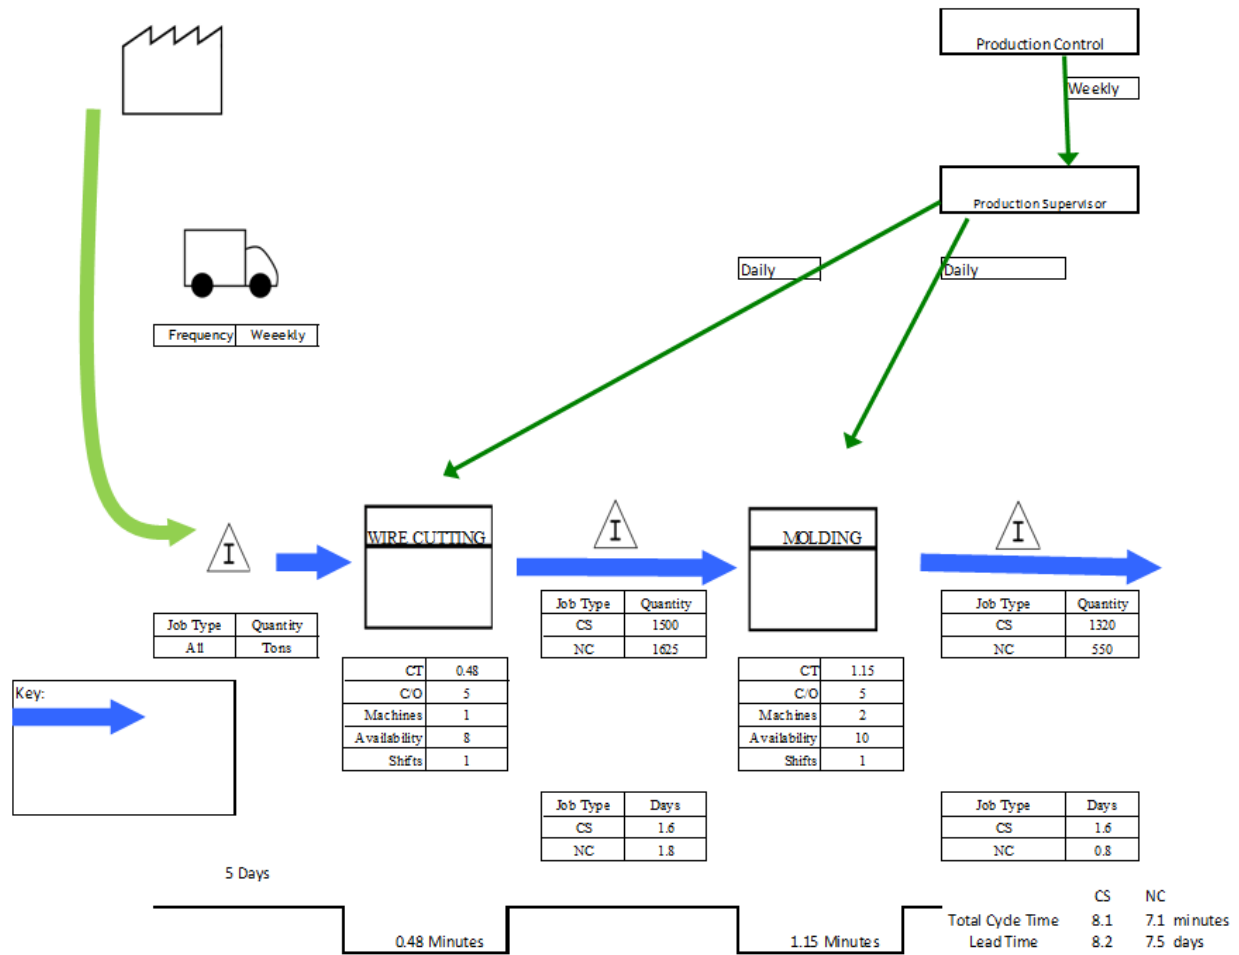 Production Control
Weekly
Production Supervisor
Daily Daily
Frequency Weeekly
I I I
WIRE CUTTING MOLDING
Job Type Quantity
CS 1500
NC 1625
Job Type Quantity
CS 1320
NC 550
Job Type Quantity
All Tons
CT 0.48
C/O 5
Machines 1
Availability 8
Shifts 1
CT 1.15
C/O 5
Machines 2
Availability 10
Shifts 1
Key:
Job Type Days
CS 1.6
NC 1.8
Job Type Days
CS 1.6
NC 0.8
5 Days
0.48 Minutes
1.15 Minutes
CS NC
Total Cycle Time 8.1 7.1 minutes
Lead Time 8.2 7.5 days